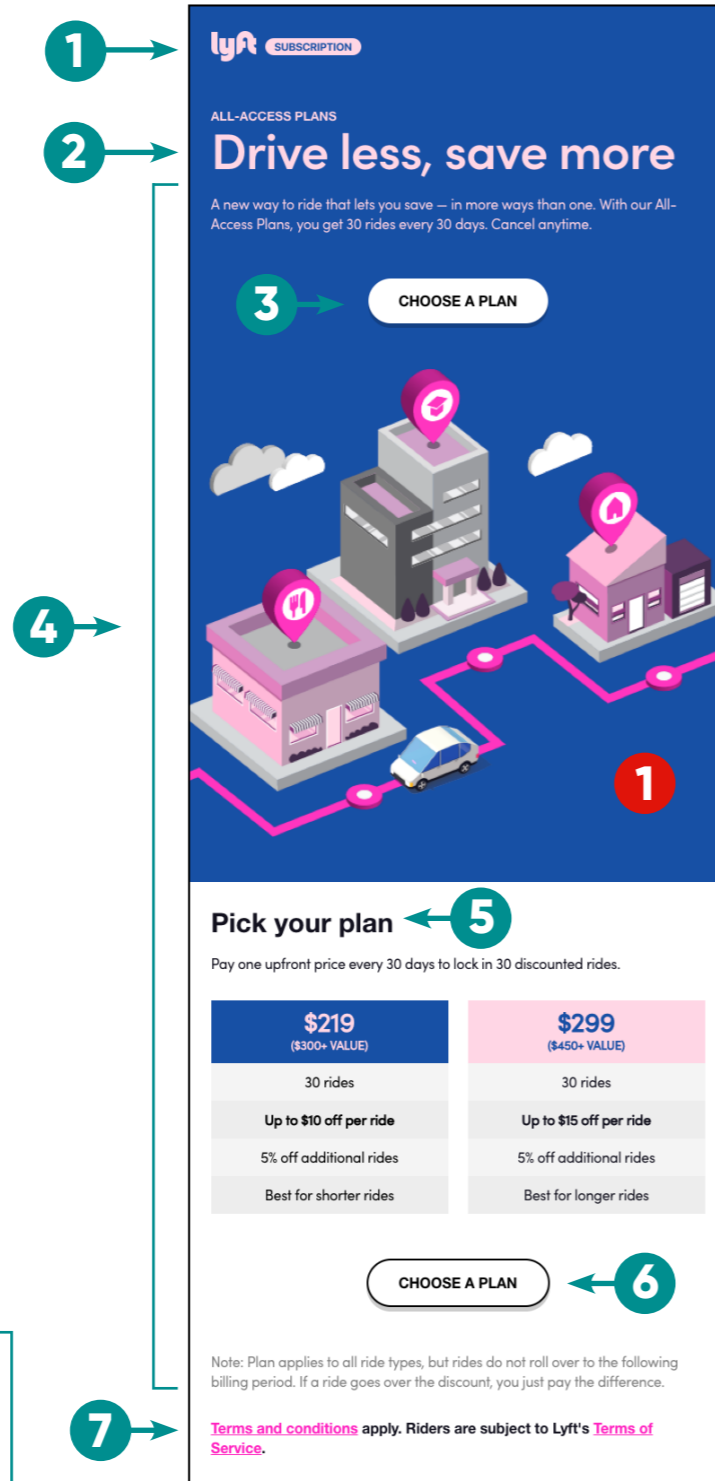 1
lyft SUBSCRIPTION
ALL-ACCESS PLANS
2
Drive less, save more
A new way to ride that lets you save — in more ways than one. With our All-
Access Plans, you get 30 rides every 30 days. Cancel anytime.
3
CHOOSE A PLAN
4
1
Pick your plan
5
Pay one upfront price every 30 days to lock in 30 discounted rides.
$219
($300+ VALUE)
30 rides
Up to $10 off per ride
5% off additional rides
Best for shorter rides
$299
($450+ VALUE)
30 rides
Up to $15 off per ride
5% off additional rides
Best for longer rides
CHOOSE A PLAN
6
Note: Plan applies to all ride types, but rides do not roll over to the following
billing period. If a ride goes over the discount, you just pay the difference.
7
Terms and conditions apply. Riders are subject to Lyft's Terms of
Service.